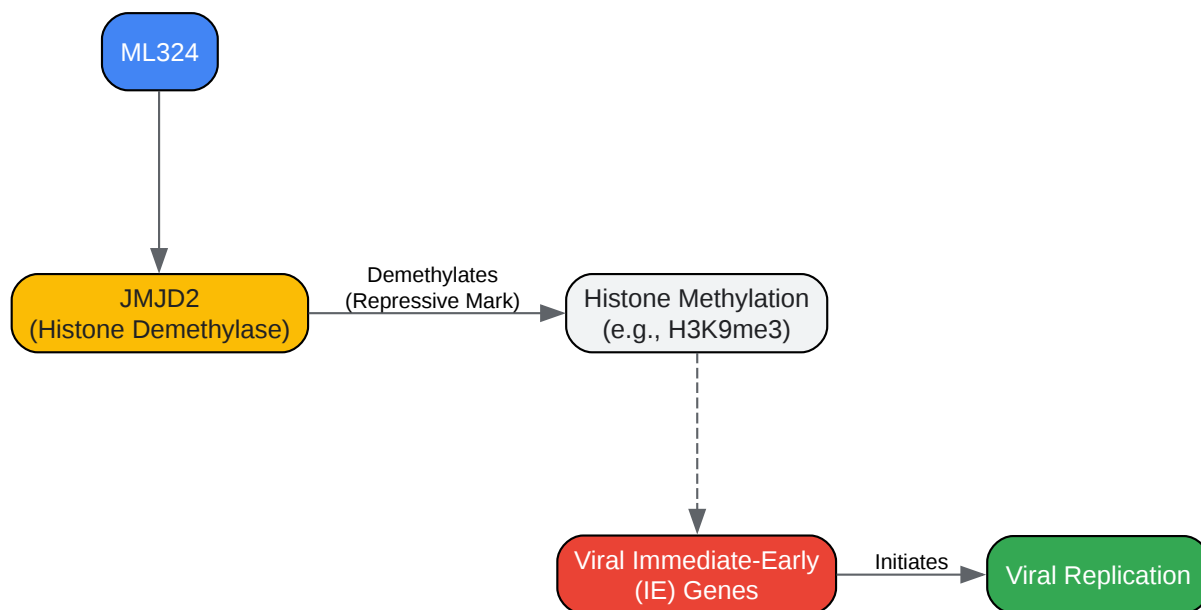 ML324
JMJD2
(Histone Demethylase)
Demethylates
(Repressive Mark)
Histone Methylation
(e.g., H3K9me3)
Viral Immediate-Early
(IE) Genes
Initiates
Viral Replication